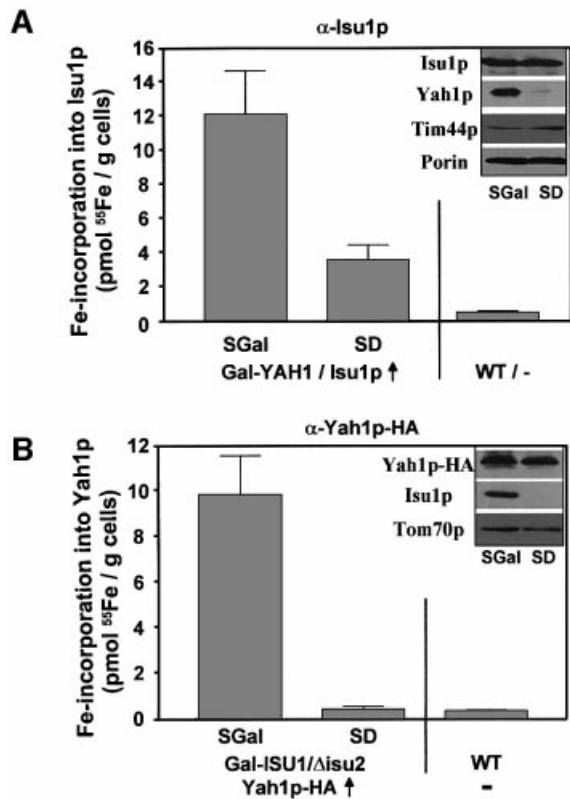 A
α-Isu1p
Fe-incorporation into Isu1p
(pmol ⁵⁵Fe / g cells)
16
14
12
10
8
6
4
2
0
Isu1p
Yah1p
Tim44p
Porin
SGal SD
SGal SD
Gal-YAH1 / Isu1p ↑ WT / -
B
α-Yah1p-HA
Fe-incorporation into Yah1p
(pmol ⁵⁵Fe / g cells)
12
10
8
6
4
2
0
Yah1p-HA
Isu1p
Tom70p
SGal SD
SGal SD
Gal-ISU1/Δisu2 WT
Yah1p-HA ↑ -